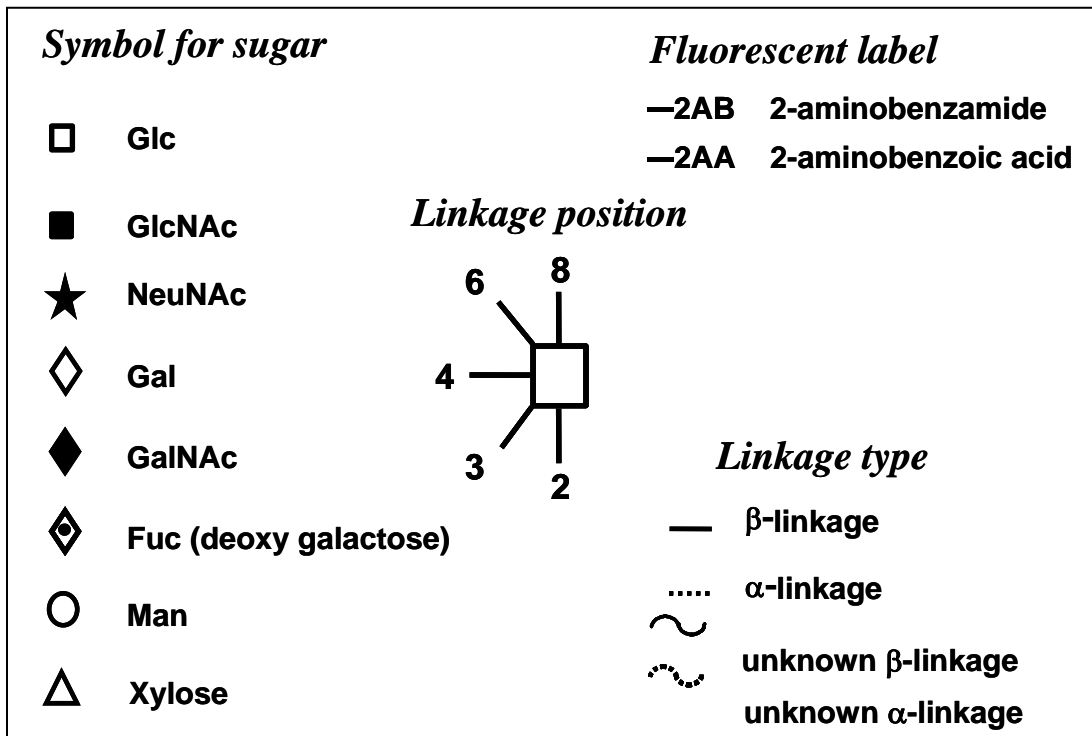 Symbol for sugar
Glc
GlcNAc
NeuNAc
Gal
GalNAc
Fuc (deoxy galactose)
Man
Xylose
Fluorescent label
—2AB 2-aminobenzamide
—2AA 2-aminobenzoic acid
Linkage position
6 8
4
3 2
Linkage type
β-linkage
α-linkage
unknown β-linkage
unknown α-linkage